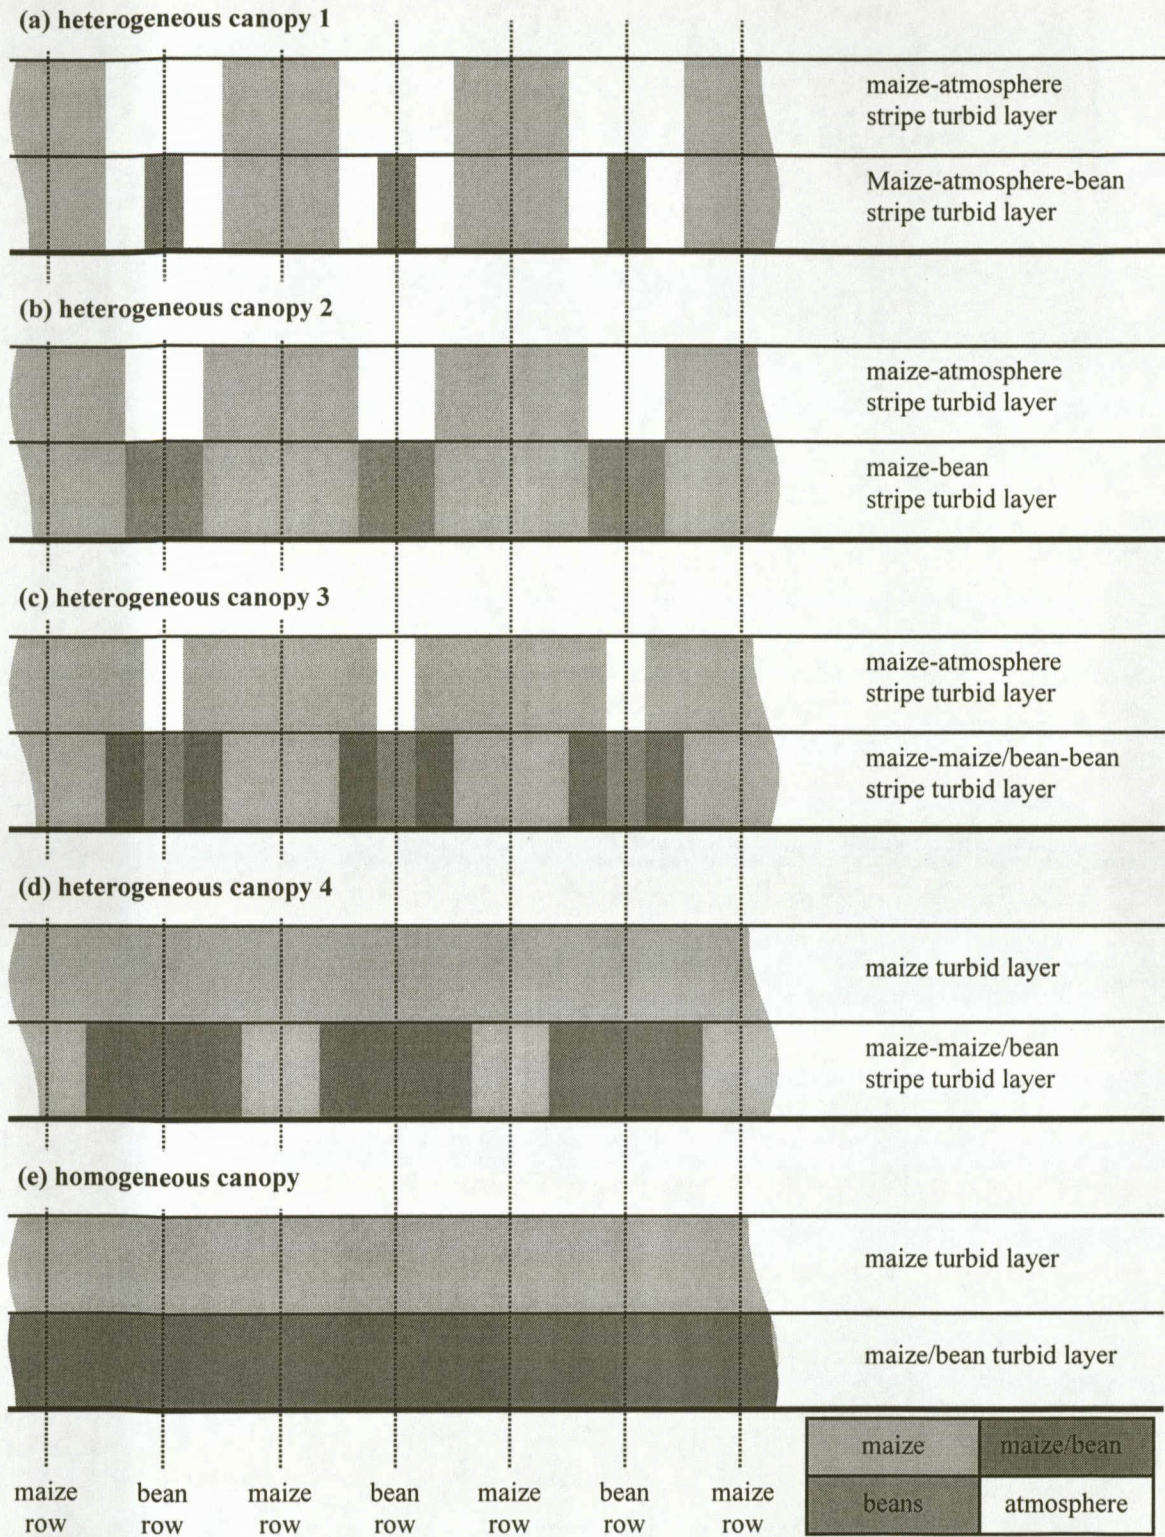 (a) heterogeneous canopy 1
maize-atmosphere
stripe turbid layer
Maize-atmosphere-bean
stripe turbid layer
(b) heterogeneous canopy 2
maize-atmosphere
stripe turbid layer
maize-bean
stripe turbid layer
(c) heterogeneous canopy 3
maize-atmosphere
stripe turbid layer
maize-maize/bean-bean
stripe turbid layer
(d) heterogeneous canopy 4
maize turbid layer
maize-maize/bean
stripe turbid layer
(e) homogeneous canopy
maize turbid layer
maize/bean turbid layer
maize maize/bean
beans atmosphere
maize bean maize bean maize bean maize
row row row row row row row